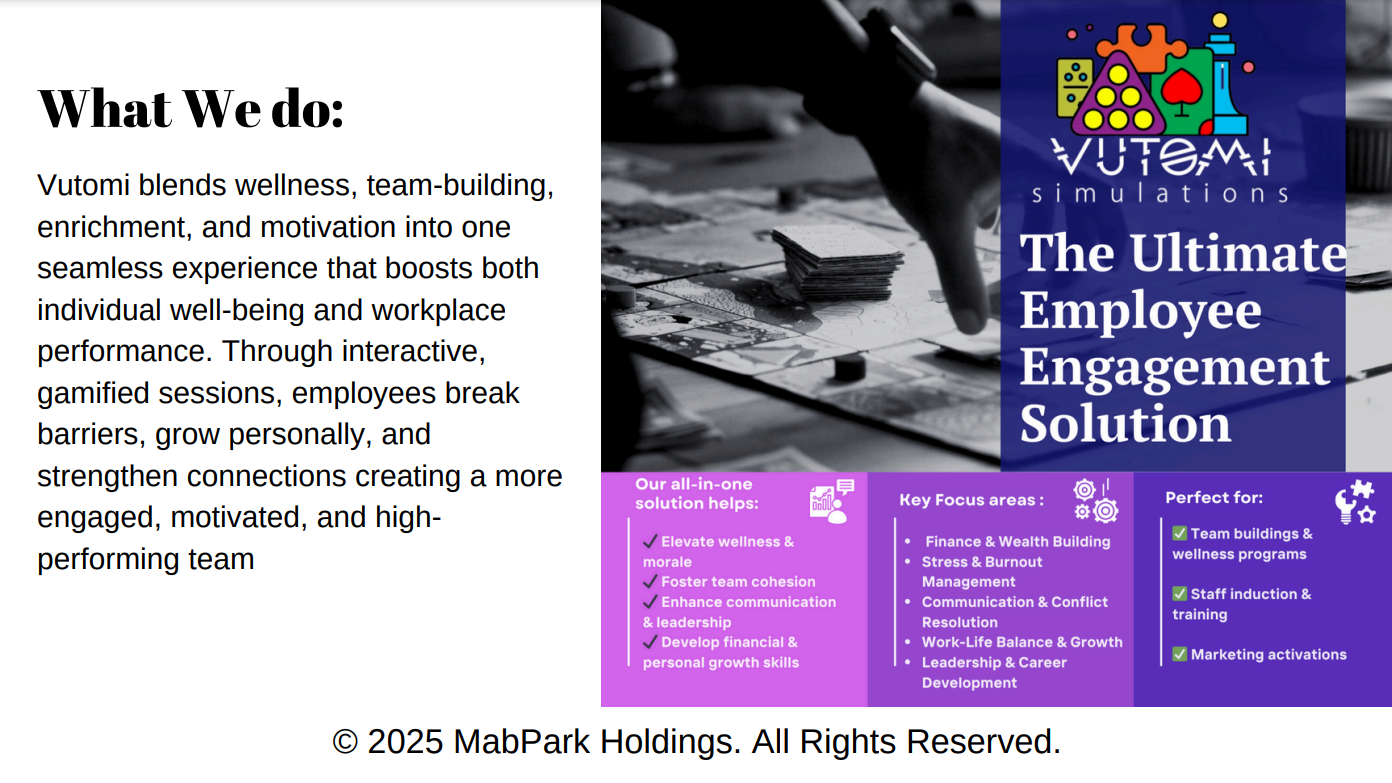 What We do:
Vutomi blends wellness, team-building,
enrichment, and motivation into one
seamless experience that boosts both
individual well-being and workplace
performance. Through interactive,
gamified sessions, employees break
barriers, grow personally, and
strengthen connections creating a more
engaged, motivated, and high-
performing team
VUTOMI
simulations
The Ultimate
Employee
Engagement
Solution
Our all-in-one
solution helps:
✓ Elevate wellness &
morale
✓ Foster team cohesion
✓ Enhance communication
& leadership
✓ Develop financial &
personal growth skills
Key Focus areas :
• Finance & Wealth Building
• Stress & Burnout
Management
• Communication & Conflict
Resolution
• Work-Life Balance & Growth
• Leadership & Career
Development
Perfect for:
✅ Team buildings &
wellness programs
✅ Staff induction &
training
✅ Marketing activations
© 2025 MabPark Holdings. All Rights Reserved.